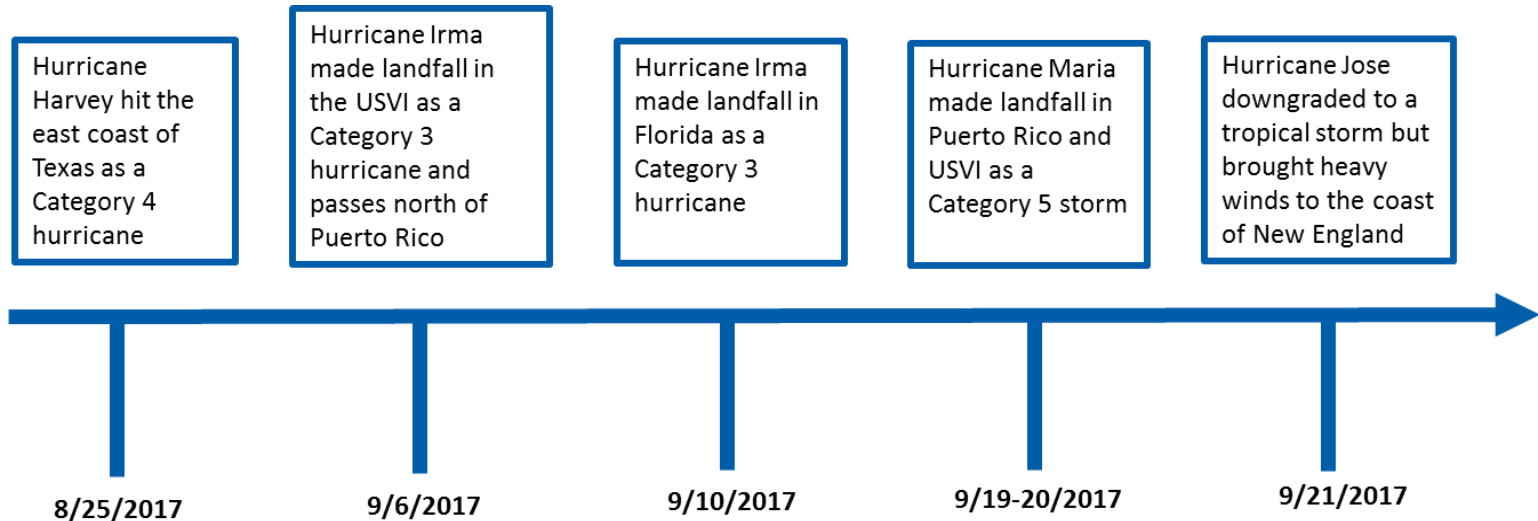 Hurricane
Harvey hit the
east coast of
Texas as a
Category 4
hurricane
Hurricane Irma
made landfall in
the USVI as a
Category 3
hurricane and
passes north of
Puerto Rico
Hurricane Irma
made landfall in
Florida as a
Category 3
hurricane
Hurricane Maria
made landfall in
Puerto Rico and
USVI as a
Category 5 storm
Hurricane Jose
downgraded to a
tropical storm but
brought heavy
winds to the coast
of New England
8/25/2017
9/6/2017
9/10/2017
9/19-20/2017
9/21/2017